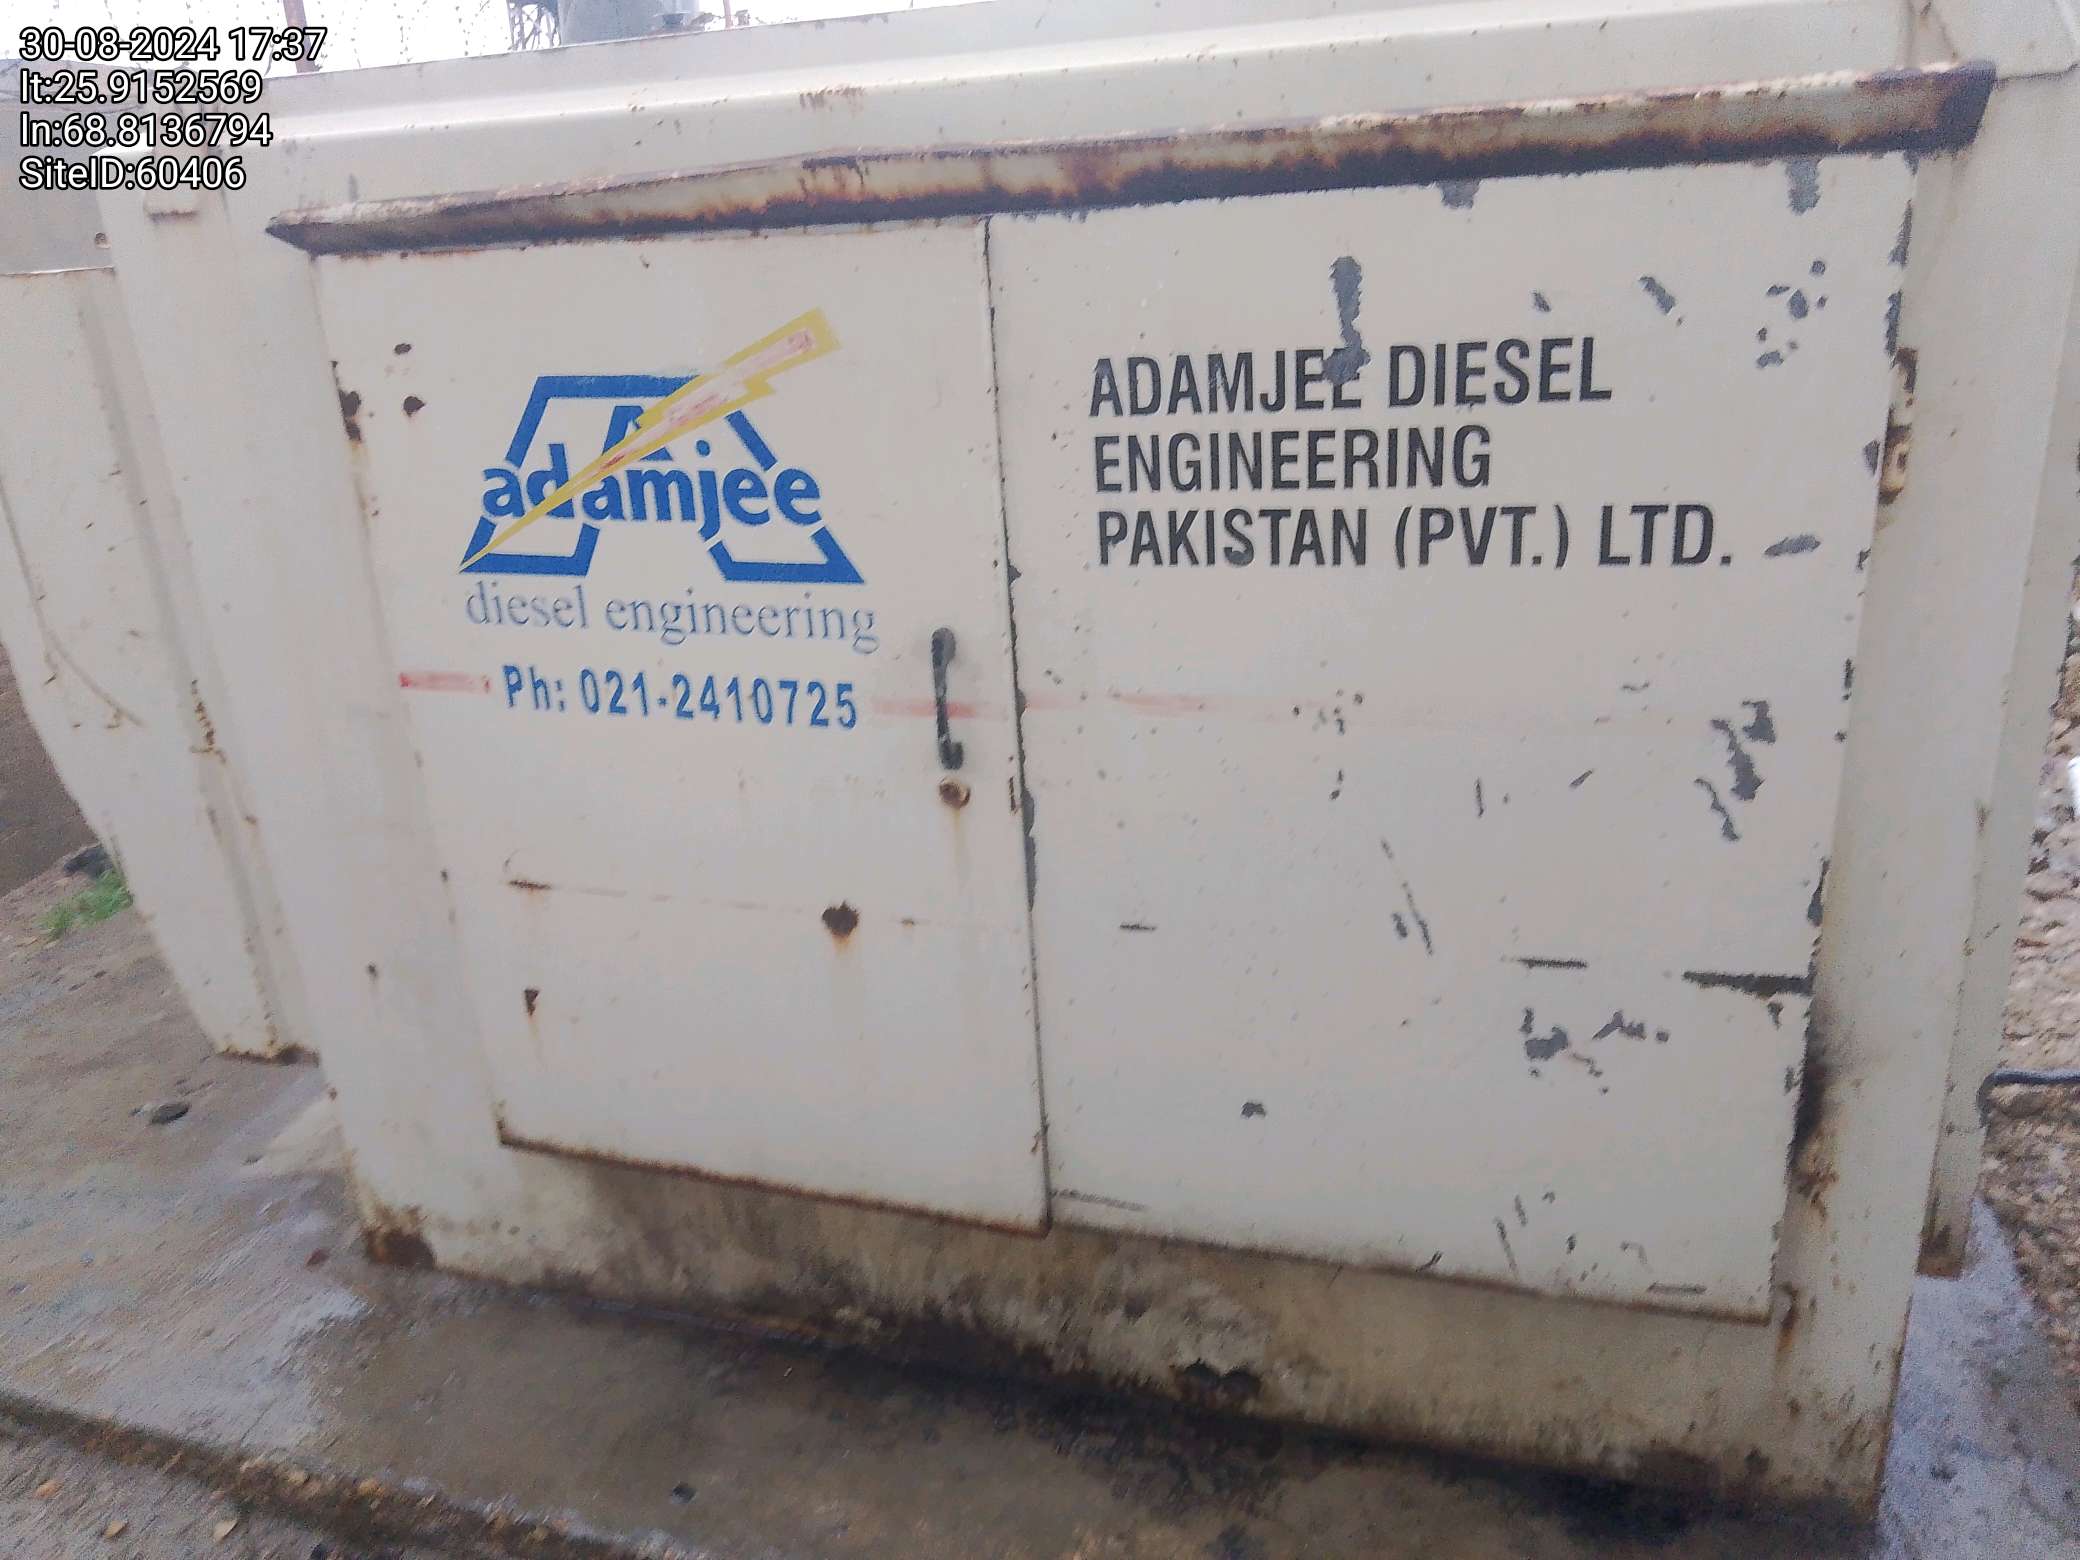 30-08-2024 17:37
lt:25.9152569
ln:68.8136794
SiteID:60406
adamjee
diesel engineering
Ph: 021-2410725
ADAMJEE DIESEL
ENGINEERING
PAKISTAN (PVT.) LTD.